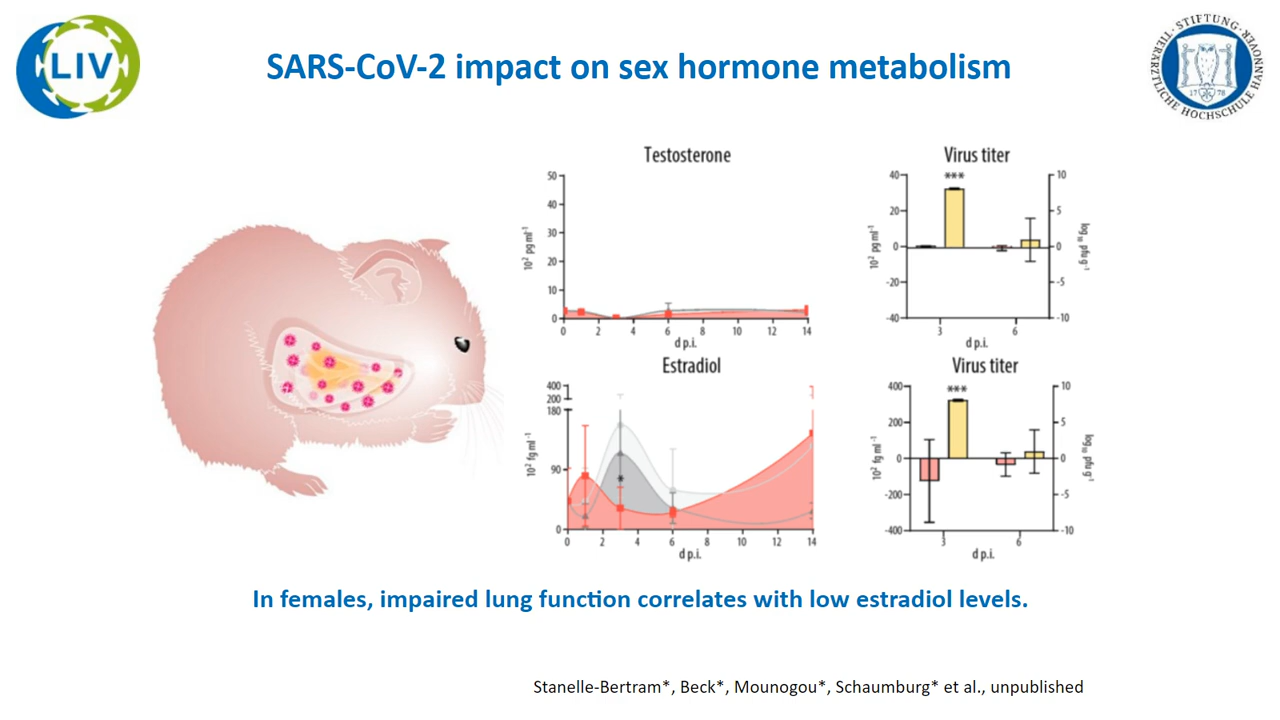 LIV
SARS-CoV-2 impact on sex hormone metabolism
STIFTUNG · TIERÄRZTLICHE HOCHSCHULE HANNOVER ·
17 78
Testosterone
10² pg ml⁻¹
50
40
30
20
10
0
0 2 4 6 8 10 12 14
d p.i.
Virus titer
10² pg ml⁻¹
40
20
0
-20
-40
***
10
5
0
-5
-10
log₁₀ pfu g⁻¹
3 6
d p.i.
Estradiol
10² fg ml⁻¹
400
200
180
90
0
*
0 2 4 6 8 10 12 14
d p.i.
Virus titer
10² fg ml⁻¹
400
200
0
-200
-400
***
10
5
0
-5
-10
log₁₀ pfu g⁻¹
3 6
d p.i.
In females, impaired lung function correlates with low estradiol levels.
Stanelle-Bertram*, Beck*, Mounogou*, Schaumburg* et al., unpublished